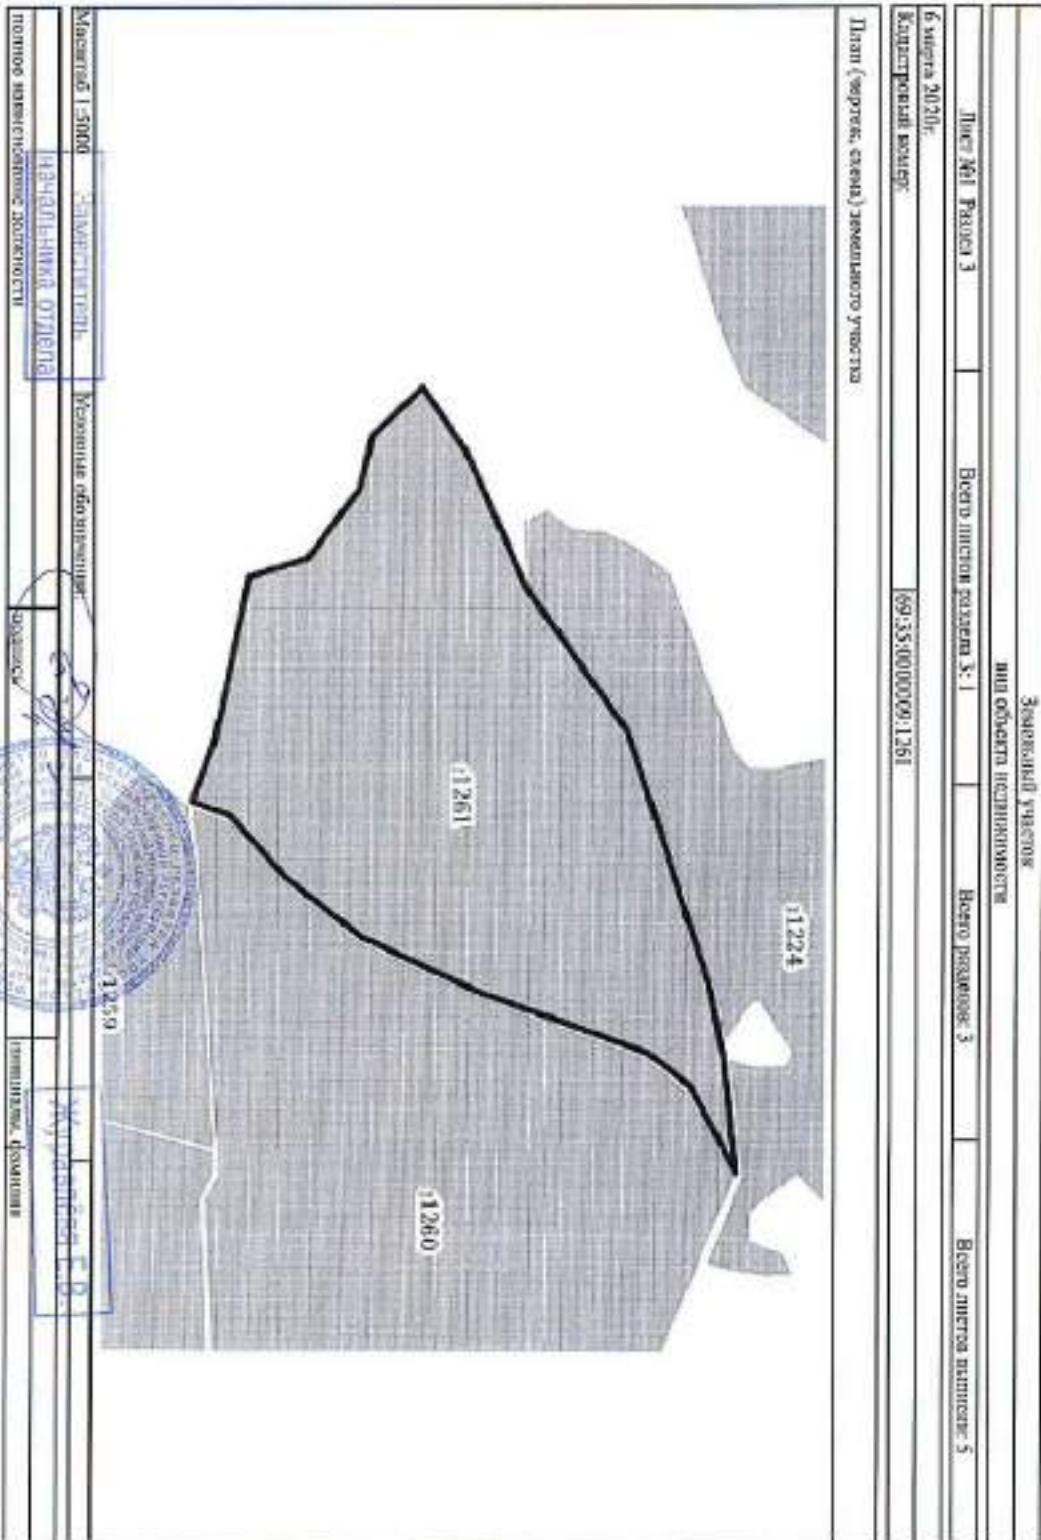 Земельный участок
вид объекта недвижимости
Лист №1 Раздел 3
Всего листов раздела 3: 1
Всего разделов: 3
Всего листов выписки: 5
6 марта 2020г.
Кадастровый номер:
69:35:0000009:1261
План (чертеж, схема) земельного участка
:1224
:1261
:1260
:1259
Масштаб 1:5000
Условные обозначения:
Заместитель
начальника отдела
Журавлёва Е.В.
полное наименование должности
подпись
инициалы, фамилия